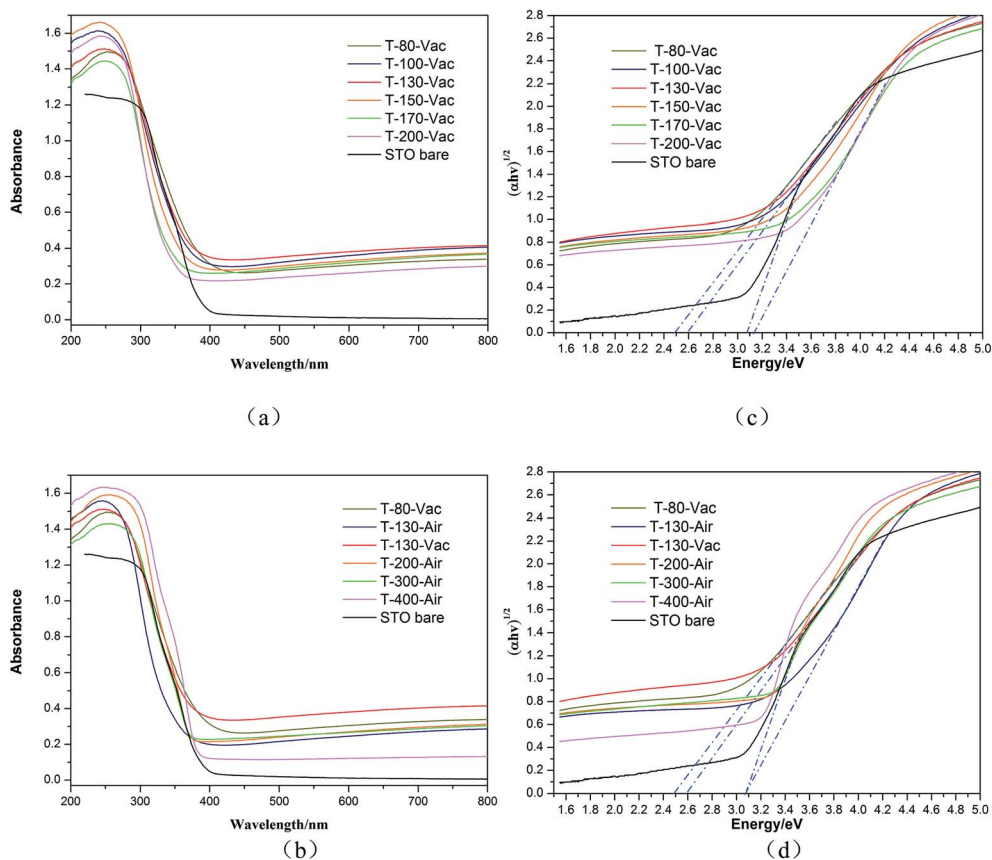 Absorbance
1.6
1.4
1.2
1.0
0.8
0.6
0.4
0.2
0.0
T-80-Vac
T-100-Vac
T-130-Vac
T-150-Vac
T-170-Vac
T-200-Vac
STO bare
200 300 400 500 600 700 800
Wavelength/nm
(a)
(αhν)1/2
2.8
2.6
2.4
2.2
2.0
1.8
1.6
1.4
1.2
1.0
0.8
0.6
0.4
0.2
0.0
T-80-Vac
T-100-Vac
T-130-Vac
T-150-Vac
T-170-Vac
T-200-Vac
STO bare
1.6 1.8 2.0 2.2 2.4 2.6 2.8 3.0 3.2 3.4 3.6 3.8 4.0 4.2 4.4 4.6 4.8 5.0
Energy/eV
(c)
Absorbance
1.6
1.4
1.2
1.0
0.8
0.6
0.4
0.2
0.0
T-80-Vac
T-130-Air
T-130-Vac
T-200-Air
T-300-Air
T-400-Air
STO bare
200 300 400 500 600 700 800
Wavelength/nm
(b)
(αhν)1/2
2.8
2.6
2.4
2.2
2.0
1.8
1.6
1.4
1.2
1.0
0.8
0.6
0.4
0.2
0.0
T-80-Vac
T-130-Air
T-130-Vac
T-200-Air
T-300-Air
T-400-Air
STO bare
1.6 1.8 2.0 2.2 2.4 2.6 2.8 3.0 3.2 3.4 3.6 3.8 4.0 4.2 4.4 4.6 4.8 5.0
Energy/eV
(d)